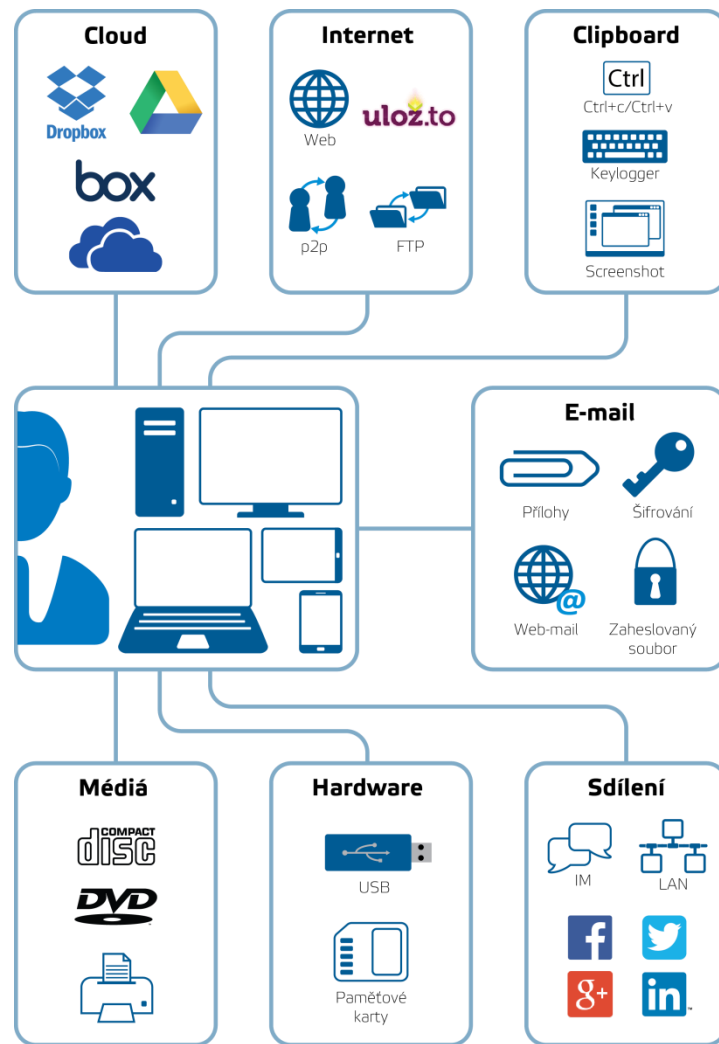 Cloud
Dropbox
box
Internet
Web
uloz.to
p2p
FTP
Clipboard
Ctrl
Ctrl+c/Ctrl+v
Keylogger
Screenshot
E-mail
Přílohy
Šifrování
@
Web-mail
Zaheslovaný
soubor
Médiá
COMPACT
disc
DVD
Hardware
USB
Paměťové
karty
Sdílení
IM
LAN
f
g+
in